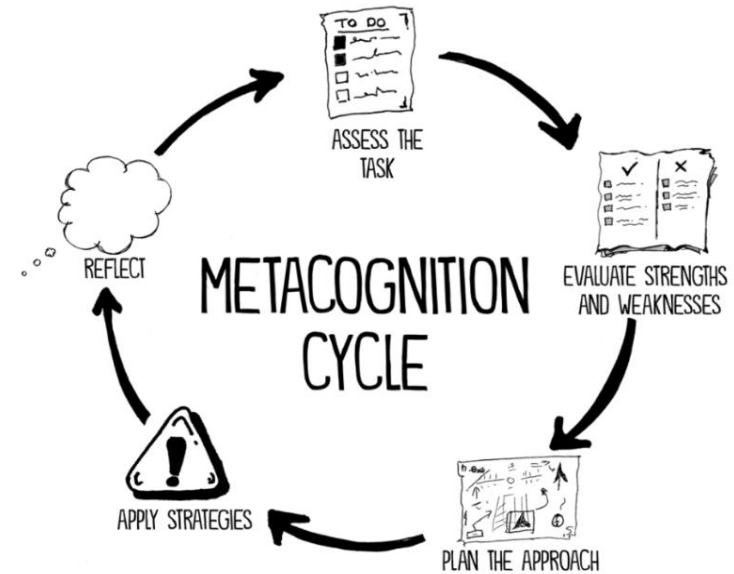 TO DO
ASSESS THE
TASK
EVALUATE STRENGTHS
AND WEAKNESSES
METACOGNITION
CYCLE
REFLECT
APPLY STRATEGIES
PLAN THE APPROACH